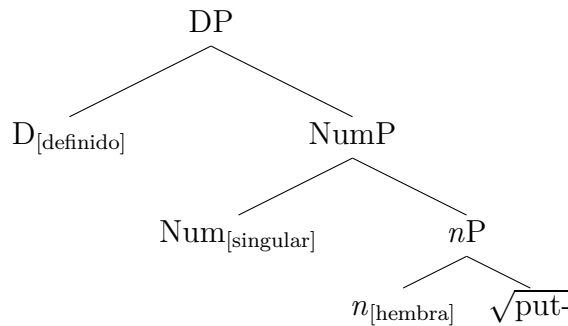 DP
D[definido] NumP
Num[singular] nP
n[hembra] √put-